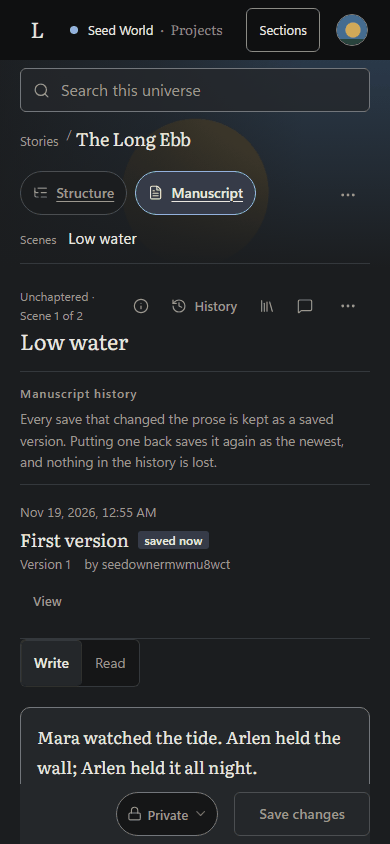 L
Seed World · Projects
Sections
Search this universe
Stories / The Long Ebb
Structure
Manuscript
Scenes Low water
Unchaptered ·
Scene 1 of 2
History
Low water
Manuscript history
Every save that changed the prose is kept as a saved
version. Putting one back saves it again as the newest,
and nothing in the history is lost.
Nov 19, 2026, 12:55 AM
First version saved now
Version 1 by seedownermwmu8wct
View
Write Read
Mara watched the tide. Arlen held the
wall; Arlen held it all night.
Private
Save changes